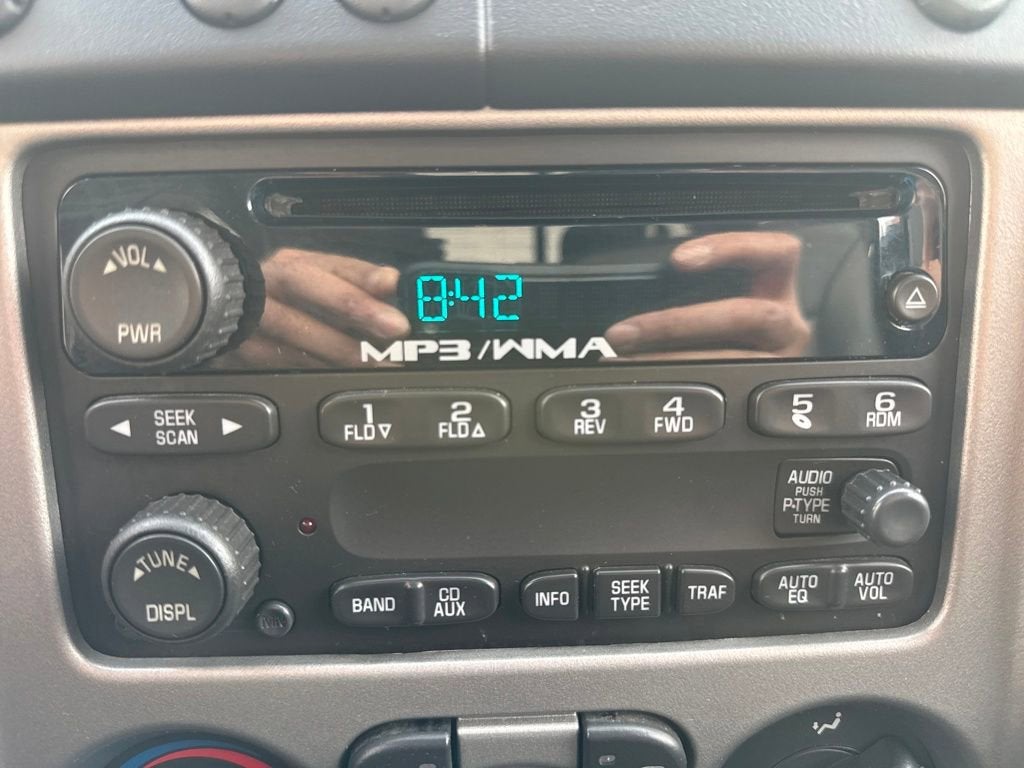 VOL
PWR
8:42
MP3/WMA
SEEK
SCAN
1
FLD
2
FLD
3
REV
4
FWD
5
6
RDM
AUDIO
PUSH
P-TYPE
TURN
TUNE
DISPL
BAND
CD
AUX
INFO
SEEK
TYPE
TRAF
AUTO
EQ
AUTO
VOL